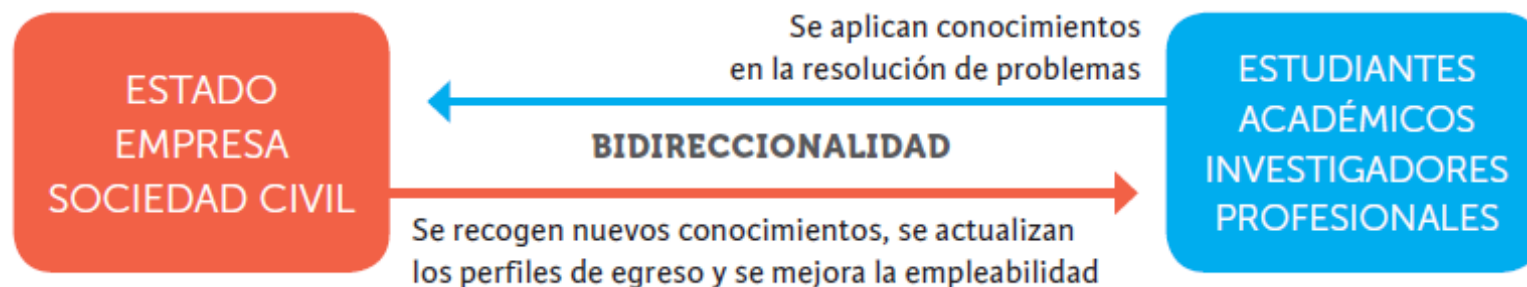 ESTADO
EMPRESA
SOCIEDAD CIVIL
Se aplican conocimientos
en la resolución de problemas
BIDIRECCIONALIDAD
Se recogen nuevos conocimientos, se actualizan
los perfiles de egreso y se mejora la empleabilidad
ESTUDIANTES
ACADÉMICOS
INVESTIGADORES
PROFESIONALES